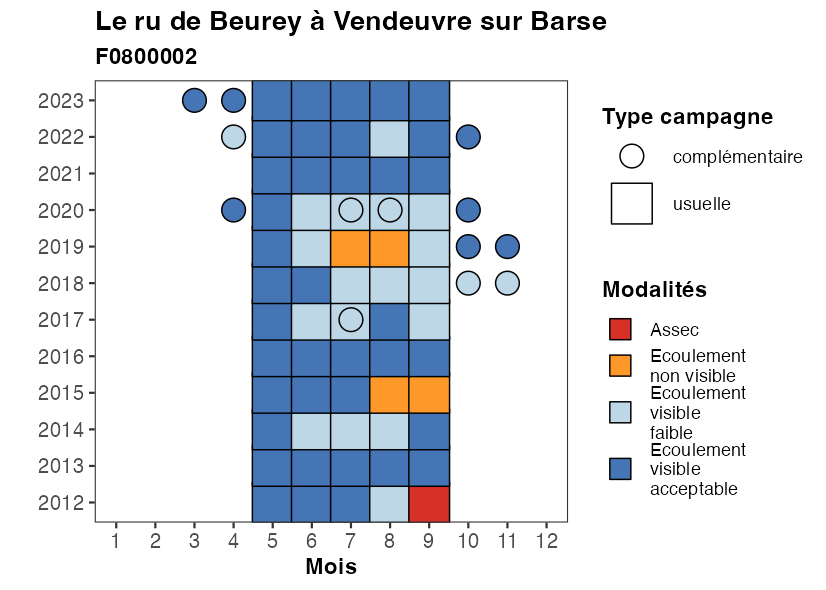 Le ru de Beurey à Vendeuvre sur Barse
F0800002
2023
2022
2021
2020
2019
2018
2017
2016
2015
2014
2013
2012
1 2 3 4 5 6 7 8 9 10 11 12
Mois
Type campagne
complémentaire
usuelle
Modalités
Assec
Ecoulement
non visible
Ecoulement
visible
faible
Ecoulement
visible
acceptable